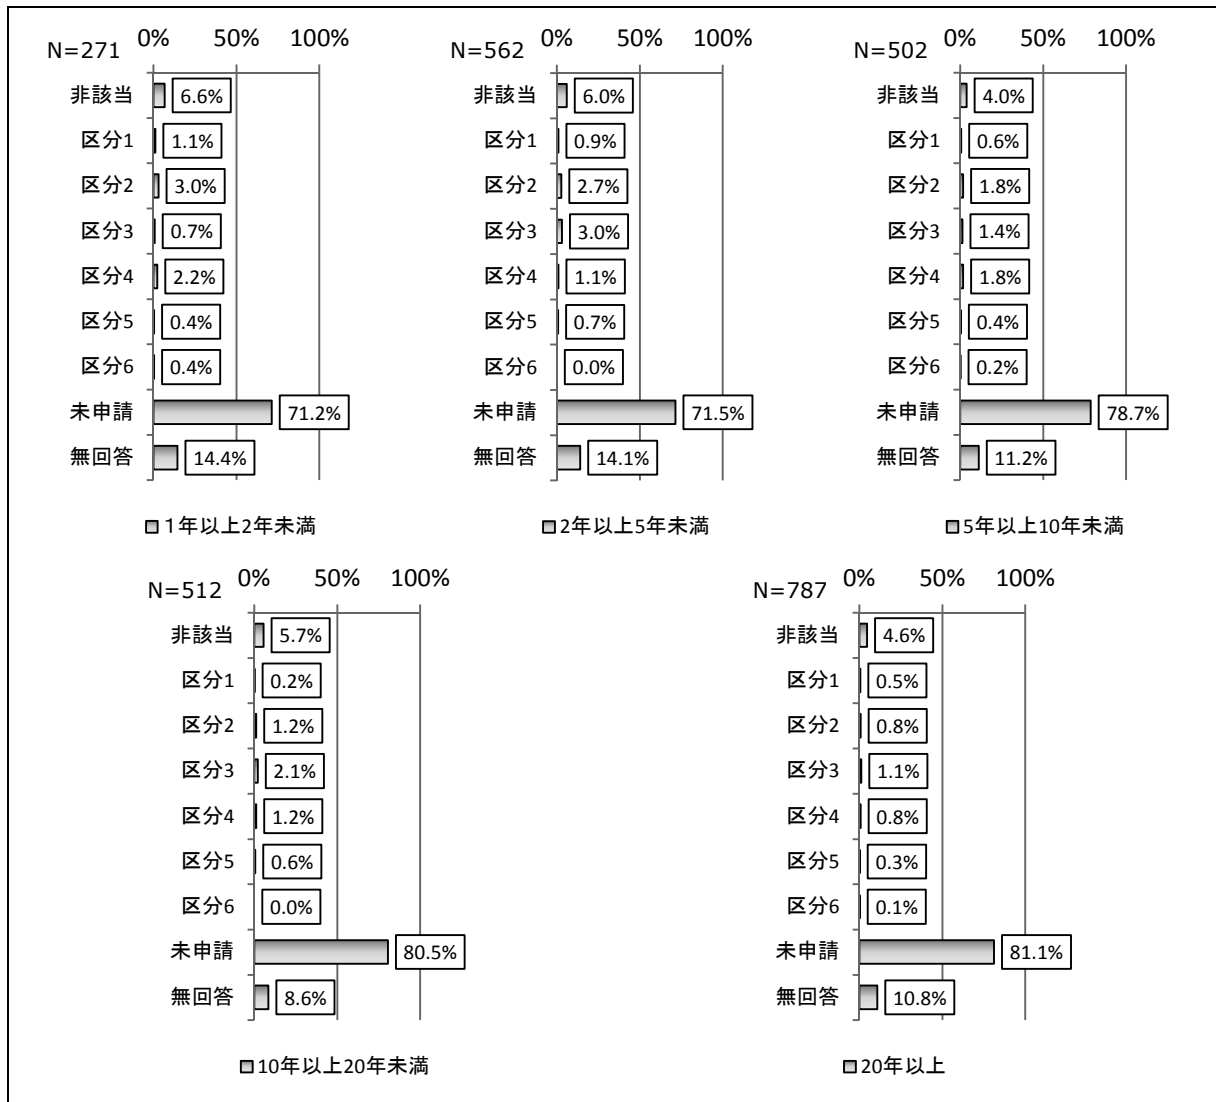 0% 50% 100%
N=271
非該当 6.6%
区分1 1.1%
区分2 3.0%
区分3 0.7%
区分4 2.2%
区分5 0.4%
区分6 0.4%
未申請 71.2%
無回答 14.4%
1年以上2年未満
0% 50% 100%
N=562
非該当 6.0%
区分1 0.9%
区分2 2.7%
区分3 3.0%
区分4 1.1%
区分5 0.7%
区分6 0.0%
未申請 71.5%
無回答 14.1%
2年以上5年未満
0% 50% 100%
N=502
非該当 4.0%
区分1 0.6%
区分2 1.8%
区分3 1.4%
区分4 1.8%
区分5 0.4%
区分6 0.2%
未申請 78.7%
無回答 11.2%
5年以上10年未満
0% 50% 100%
N=512
非該当 5.7%
区分1 0.2%
区分2 1.2%
区分3 2.1%
区分4 1.2%
区分5 0.6%
区分6 0.0%
未申請 80.5%
無回答 8.6%
10年以上20年未満
0% 50% 100%
N=787
非該当 4.6%
区分1 0.5%
区分2 0.8%
区分3 1.1%
区分4 0.8%
区分5 0.3%
区分6 0.1%
未申請 81.1%
無回答 10.8%
20年以上